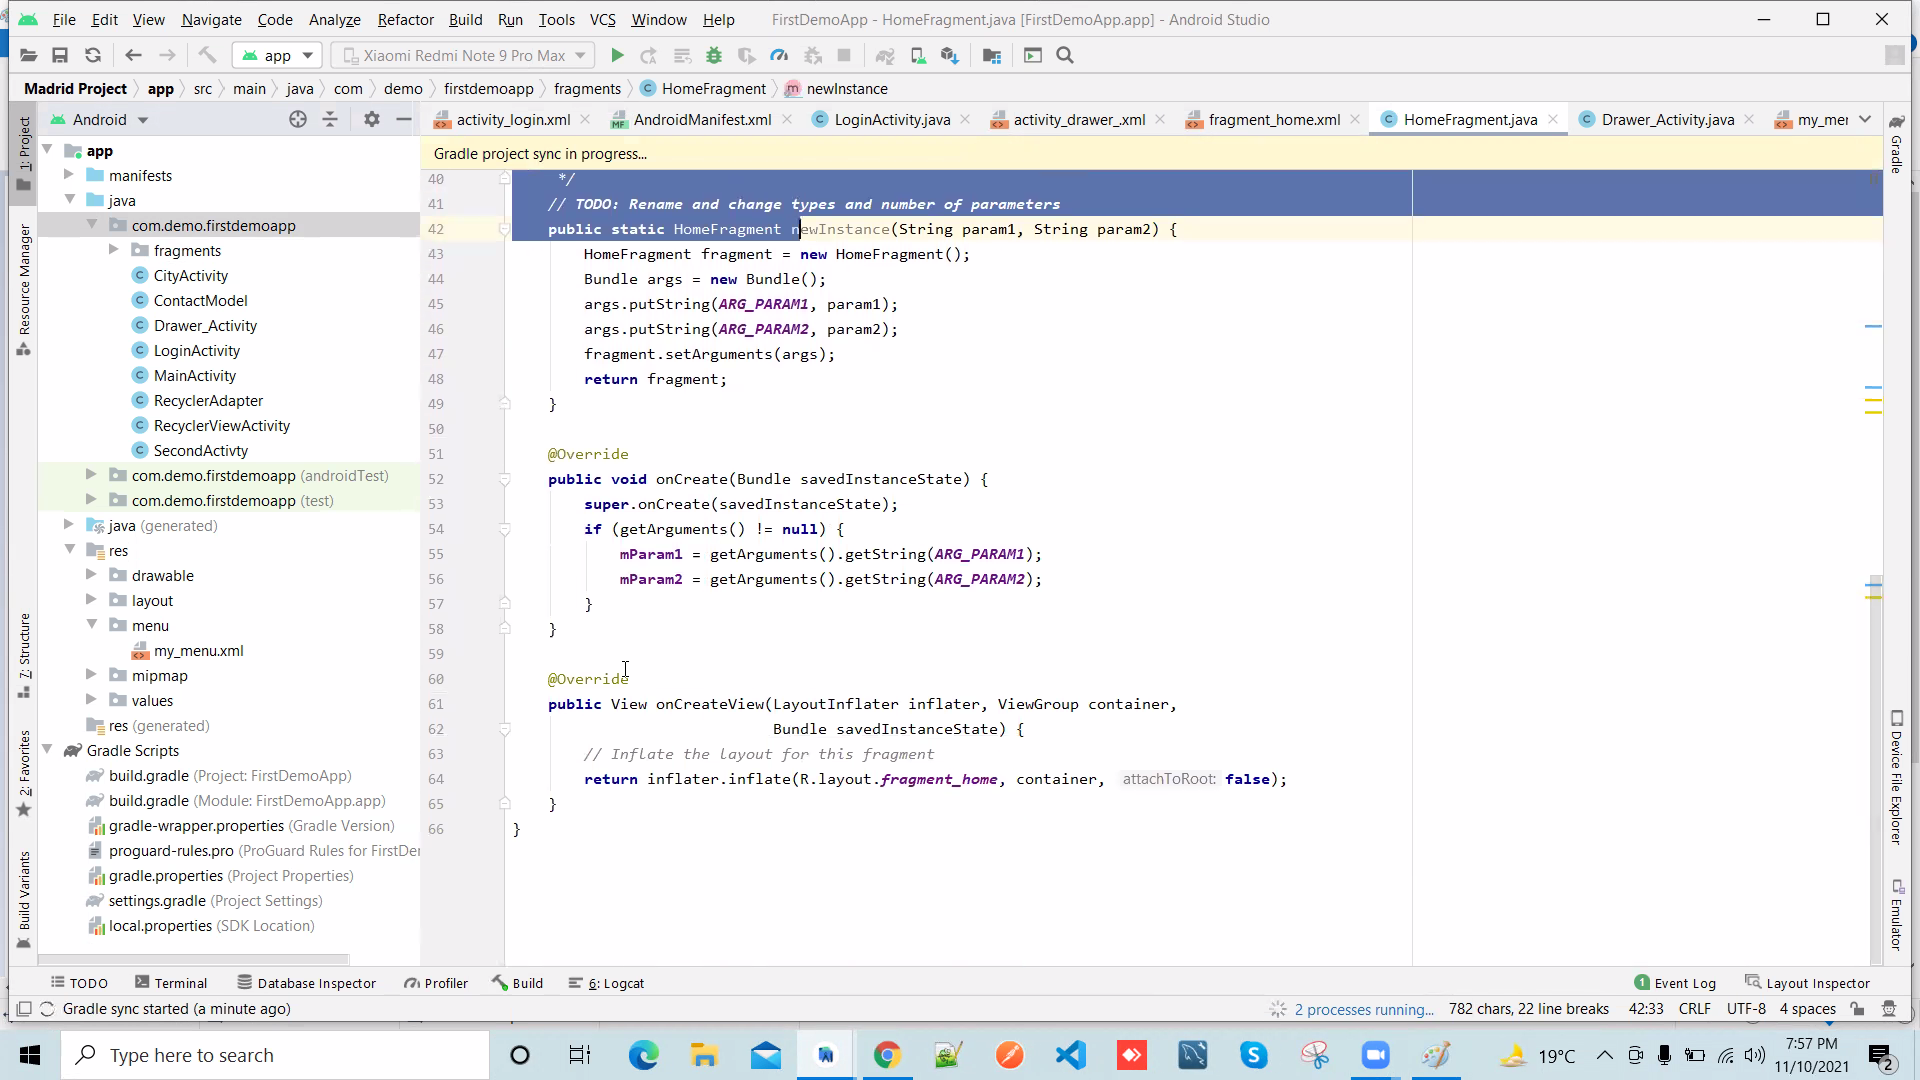 File Edit View Navigate Code Analyze Refactor Build Run Tools VCS Window Help FirstDemoApp - HomeFragment.java [FirstDemoApp.app] - Android Studio
app Xiaomi Redmi Note 9 Pro Max
Madrid Project app src main java com demo firstdemoapp fragments HomeFragment newInstance
Android activity_login.xml AndroidManifest.xml LoginActivity.java activity_drawer_.xml fragment_home.xml HomeFragment.java Drawer_Activity.java my_mer
Gradle project sync in progress...
1: Project
Resource Manager
7: Structure
2: Favorites
Build Variants
app
manifests
java
com.demo.firstdemoapp
fragments
CityActivity
ContactModel
Drawer_Activity
LoginActivity
MainActivity
RecyclerAdapter
RecyclerViewActivity
SecondActivty
com.demo.firstdemoapp (androidTest)
com.demo.firstdemoapp (test)
java (generated)
res
drawable
layout
menu
my_menu.xml
mipmap
values
res (generated)
Gradle Scripts
build.gradle (Project: FirstDemoApp)
build.gradle (Module: FirstDemoApp.app)
gradle-wrapper.properties (Gradle Version)
proguard-rules.pro (ProGuard Rules for FirstDer
gradle.properties (Project Properties)
settings.gradle (Project Settings)
local.properties (SDK Location)
40 */
41 // TODO: Rename and change types and number of parameters
42 public static HomeFragment newInstance(String param1, String param2) {
43 HomeFragment fragment = new HomeFragment();
44 Bundle args = new Bundle();
45 args.putString(ARG_PARAM1, param1);
46 args.putString(ARG_PARAM2, param2);
47 fragment.setArguments(args);
48 return fragment;
49 }
50
51 @Override
52 public void onCreate(Bundle savedInstanceState) {
53 super.onCreate(savedInstanceState);
54 if (getArguments() != null) {
55 mParam1 = getArguments().getString(ARG_PARAM1);
56 mParam2 = getArguments().getString(ARG_PARAM2);
57 }
58 }
59
60 @Override
61 public View onCreateView(LayoutInflater inflater, ViewGroup container,
62 Bundle savedInstanceState) {
63 // Inflate the layout for this fragment
64 return inflater.inflate(R.layout.fragment_home, container, attachToRoot: false);
65 }
66 }
Gradle
Device File Explorer
Emulator
TODO Terminal Database Inspector Profiler Build 6: Logcat 1 Event Log Layout Inspector
Gradle sync started (a minute ago) 2 processes running... 782 chars, 22 line breaks 42:33 CRLF UTF-8 4 spaces
Type here to search 19°C 7:57 PM
11/10/2021 2